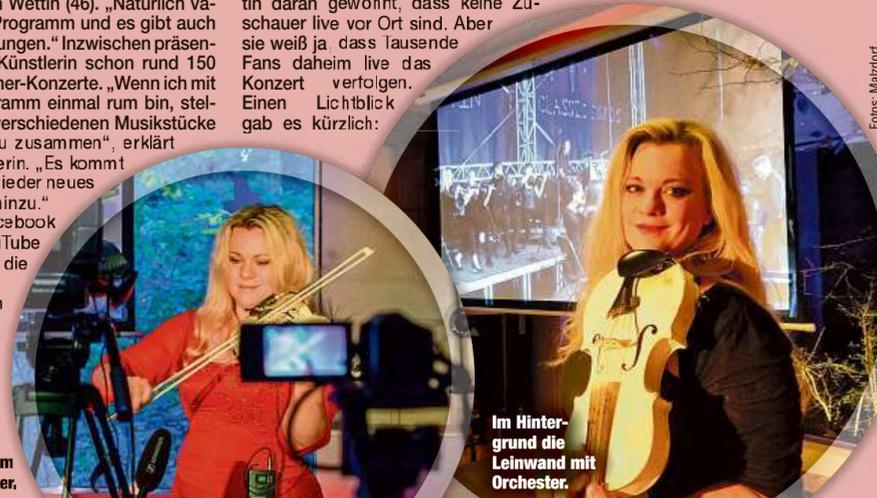 Wettin (46). „Natürlich va-
Programm und es gibt auch
ungen.“ Inzwischen präsen-
Künstlerin schon rund 150
ner-Konzerte. „Wenn ich mit
ramm einmal rum bin, stel-
verschiedenen Musikstücke
u zusammen“, erklärt
erin. „Es kommt
ieder neues
hinzu.“
cebook
Tube
die
m
er.
tin daran gewöhnt, dass keine Zu-
schauer live vor Ort sind. Aber
sie weiß ja, dass Tausende
Fans daheim live das
Konzert verfolgen.
Einen Lichtblick
gab es kürzlich:
Im Hinter-
grund die
Leinwand mit
Orchester.
Fotos: Malzdorf